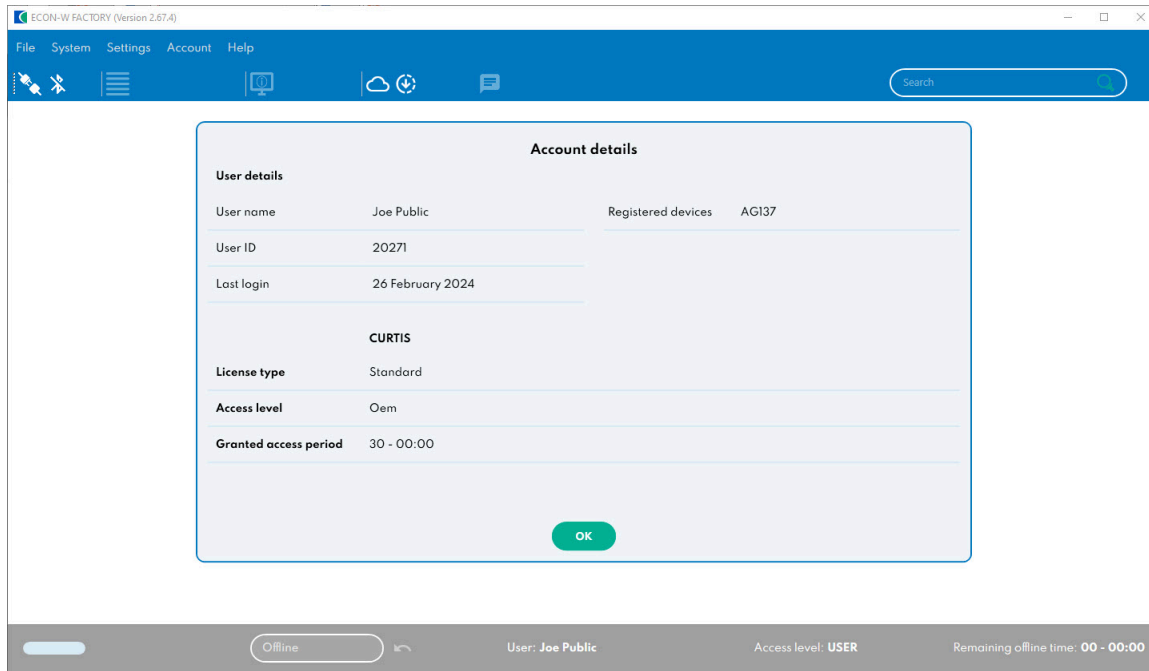 ECON-W FACTORY (Version 2.67.4)
File System Settings Account Help
Search
Account details
User details
User name Joe Public Registered devices AG137
User ID 20271
Last login 26 February 2024
CURTIS
License type Standard
Access level Oem
Granted access period 30 - 00:00
OK
Offline User: Joe Public Access level: USER Remaining offline time: 00 - 00:00